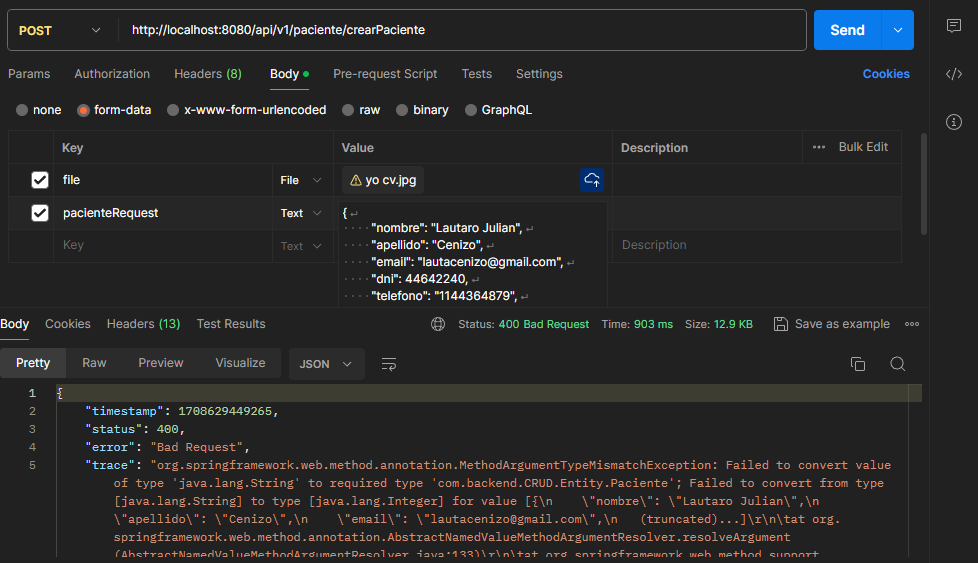 POST http://localhost:8080/api/v1/paciente/crearPaciente Send
Params Authorization Headers (8) Body Pre-request Script Tests Settings Cookies
none form-data x-www-form-urlencoded raw binary GraphQL
Key Value Description Bulk Edit
file File yo cv.jpg
pacienteRequest Text {
"nombre": "Lautaro Julian",
"apellido": "Cenizo",
"email": "lautacenizo@gmail.com",
"dni": 44642240,
"telefono": "1144364879",
Key Text Description
Body Cookies Headers (13) Test Results Status: 400 Bad Request Time: 903 ms Size: 12.9 KB Save as example
Pretty Raw Preview Visualize JSON
1 {
2 "timestamp": 1708629449265,
3 "status": 400,
4 "error": "Bad Request",
5 "trace": "org.springframework.web.method.annotation.MethodArgumentTypeMismatchException: Failed to convert value
of type 'java.lang.String' to required type 'com.backend.CRUD.Entity.Paciente'; Failed to convert from type
[java.lang.String] to type [java.lang.Integer] for value [{\n    \"nombre\": \"Lautaro Julian\",\n
\"apellido\": \"Cenizo\",\n    \"email\": \"lautacenizo@gmail.com\",\n   (truncated)...]\r\n\tat org.
springframework.web.method.annotation.AbstractNamedValueMethodArgumentResolver.resolveArgument
(AbstractNamedValueMethodArgumentResolver.java:133)\r\n\tat org.springframework.web.method.support.